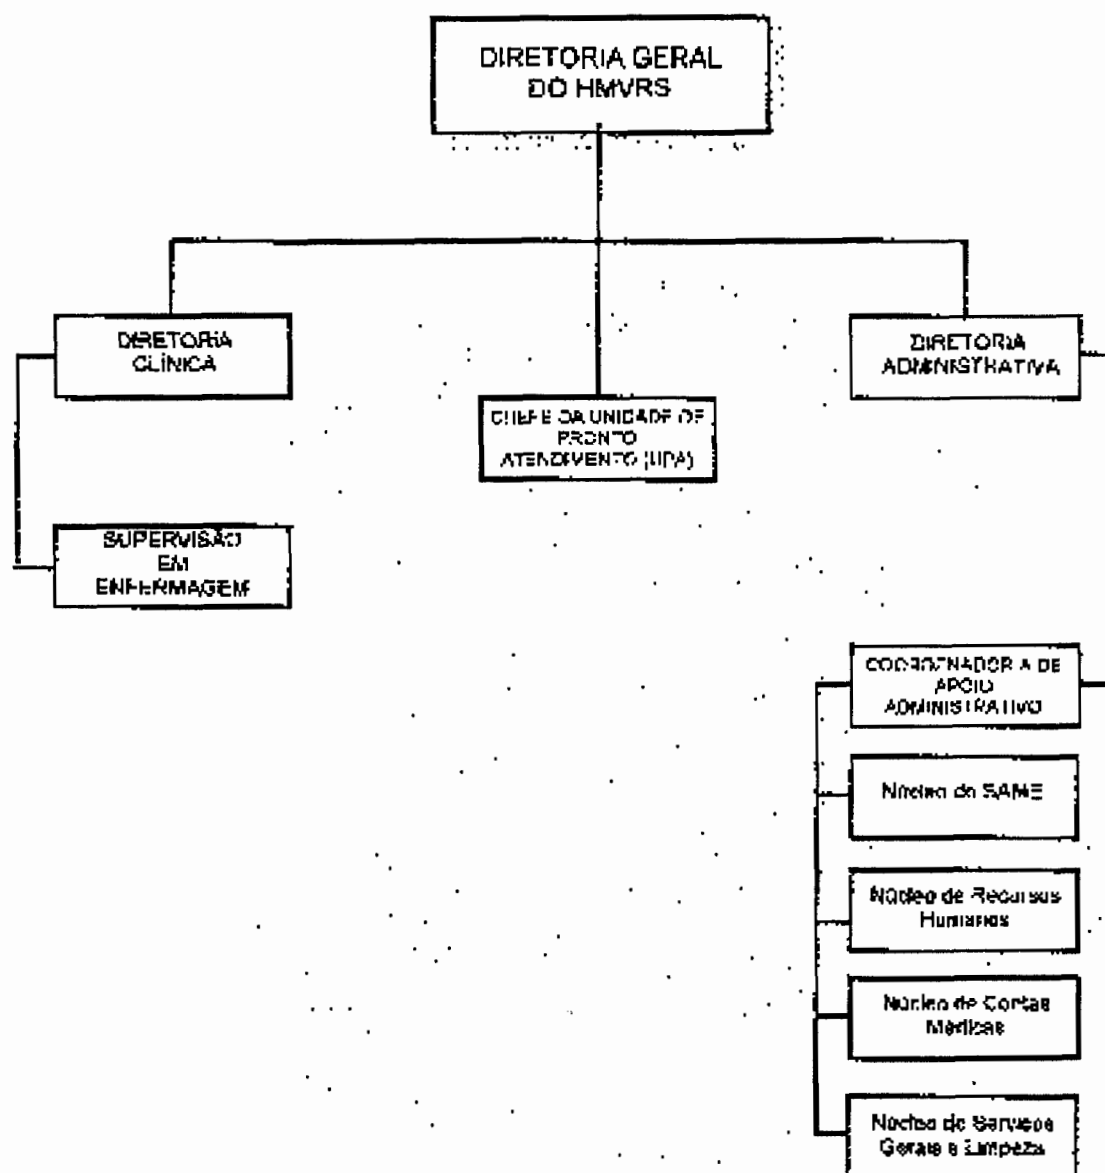 DIRETORIA GERAL
DO HMVRS
DIRETORIA
CLÍNICA
DIRETORIA
ADMINISTRATIVA
CHEFE DA UNIDADE DE
PRONTO
ATENDIMENTO (UPA)
SUPERVISÃO
EM
ENFERMAGEM
COORDENADORIA DE
APOIO
ADMINISTRATIVO
Núcleo do SAME
Núcleo de Recursos
Humanos
Núcleo de Contas
Médicas
Núcleo de Serviços
Gerais e Limpeza